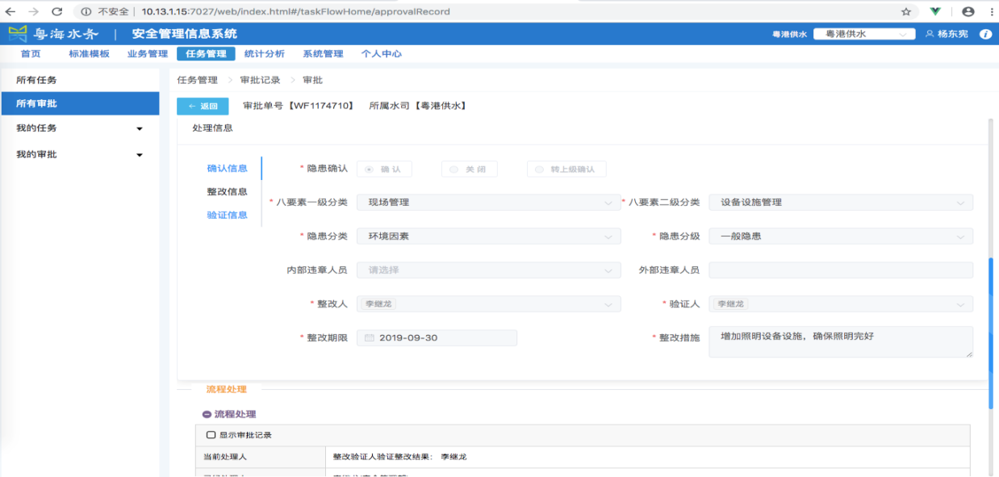 不安全 | 10.13.1.15:7027/web/index.html#/taskFlowHome/approvalRecord
粤海水务 | 安全管理信息系统 粤港供水 粤港供水 杨东宪
首页 标准模板 业务管理 任务管理 统计分析 系统管理 个人中心
所有任务
所有审批
我的任务
我的审批
任务管理 > 审批记录 > 审批
← 返回 审批单号【WF1174710】 所属水司【粤港供水】
处理信息
确认信息
整改信息
验证信息
* 隐患确认 确 认 关 闭 转上级确认
* 八要素一级分类 现场管理 * 八要素二级分类 设备设施管理
* 隐患分类 环境因素 * 隐患分级 一般隐患
内部违章人员 请选择 外部违章人员
* 整改人 李继龙 * 验证人 李继龙
* 整改期限 2019-09-30 * 整改措施 增加照明设备设施，确保照明完好
流程处理
流程处理
显示审批记录
当前处理人 整改验证人验证整改结果： 李继龙